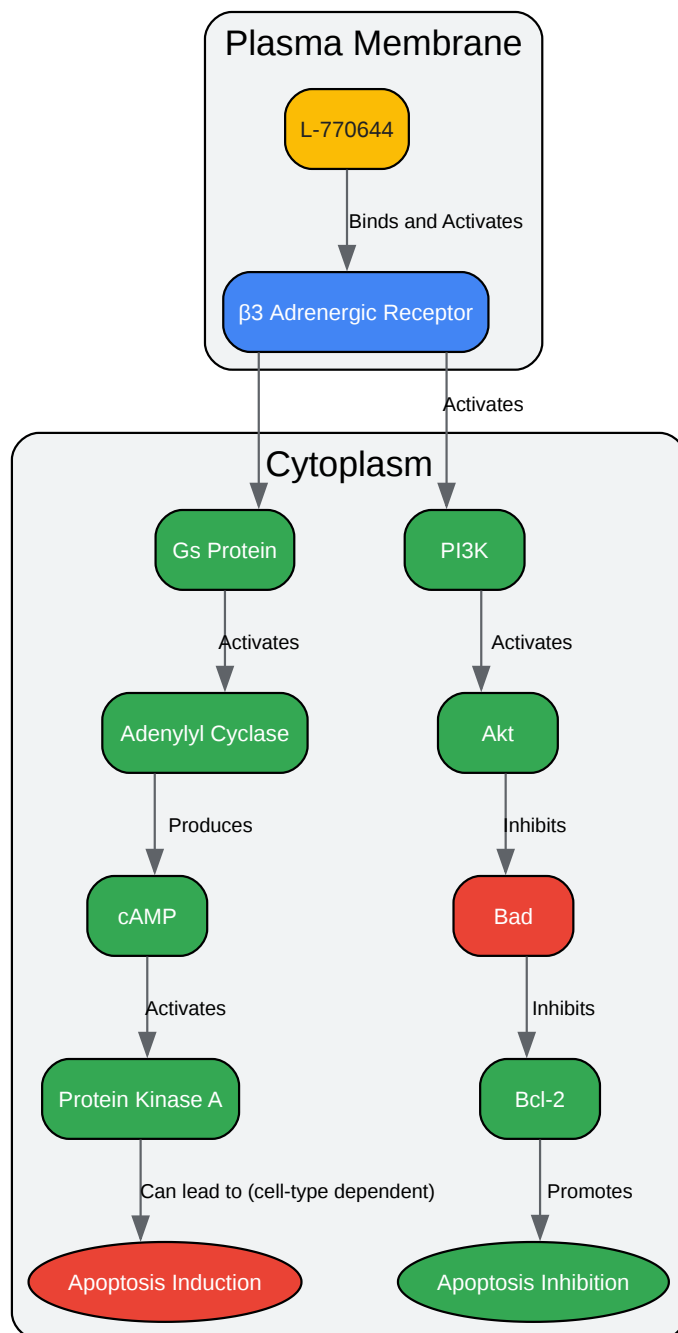 Plasma Membrane
L-770644
Binds and Activates
β3 Adrenergic Receptor
Activates
Cytoplasm
Gs Protein
PI3K
Activates
Activates
Adenylyl Cyclase
Akt
Produces
Inhibits
cAMP
Bad
Activates
Inhibits
Protein Kinase A
Bcl-2
Can lead to (cell-type dependent)
Promotes
Apoptosis Induction
Apoptosis Inhibition